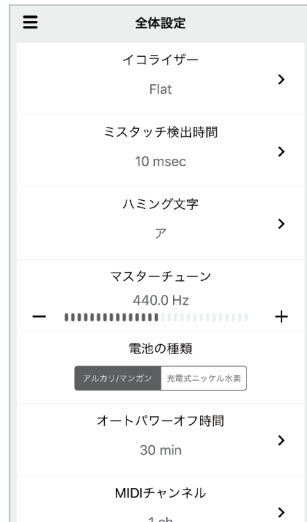 全体設定
イコライザー
Flat
ミスタッチ検出時間
10 msec
ハミング文字
ア
マスターチューン
440.0 Hz
電池の種類
アルカリ/マンガン 充電式ニッケル水素
オートパワーオフ時間
30 min
MIDIチャンネル
1 ch